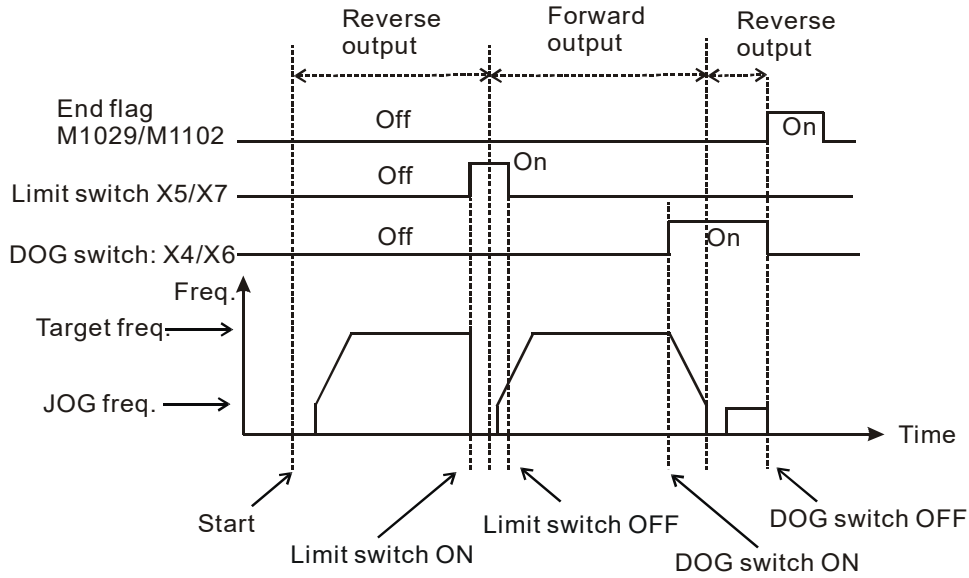 Reverse
output
Forward
output
Reverse
output
End flag
M1029/M1102
Off
On
Limit switch X5/X7
Off
On
DOG switch: X4/X6
Off
On
Freq.
Target freq.
JOG freq.
Time
Start
Limit switch ON
Limit switch OFF
DOG switch ON
DOG switch OFF